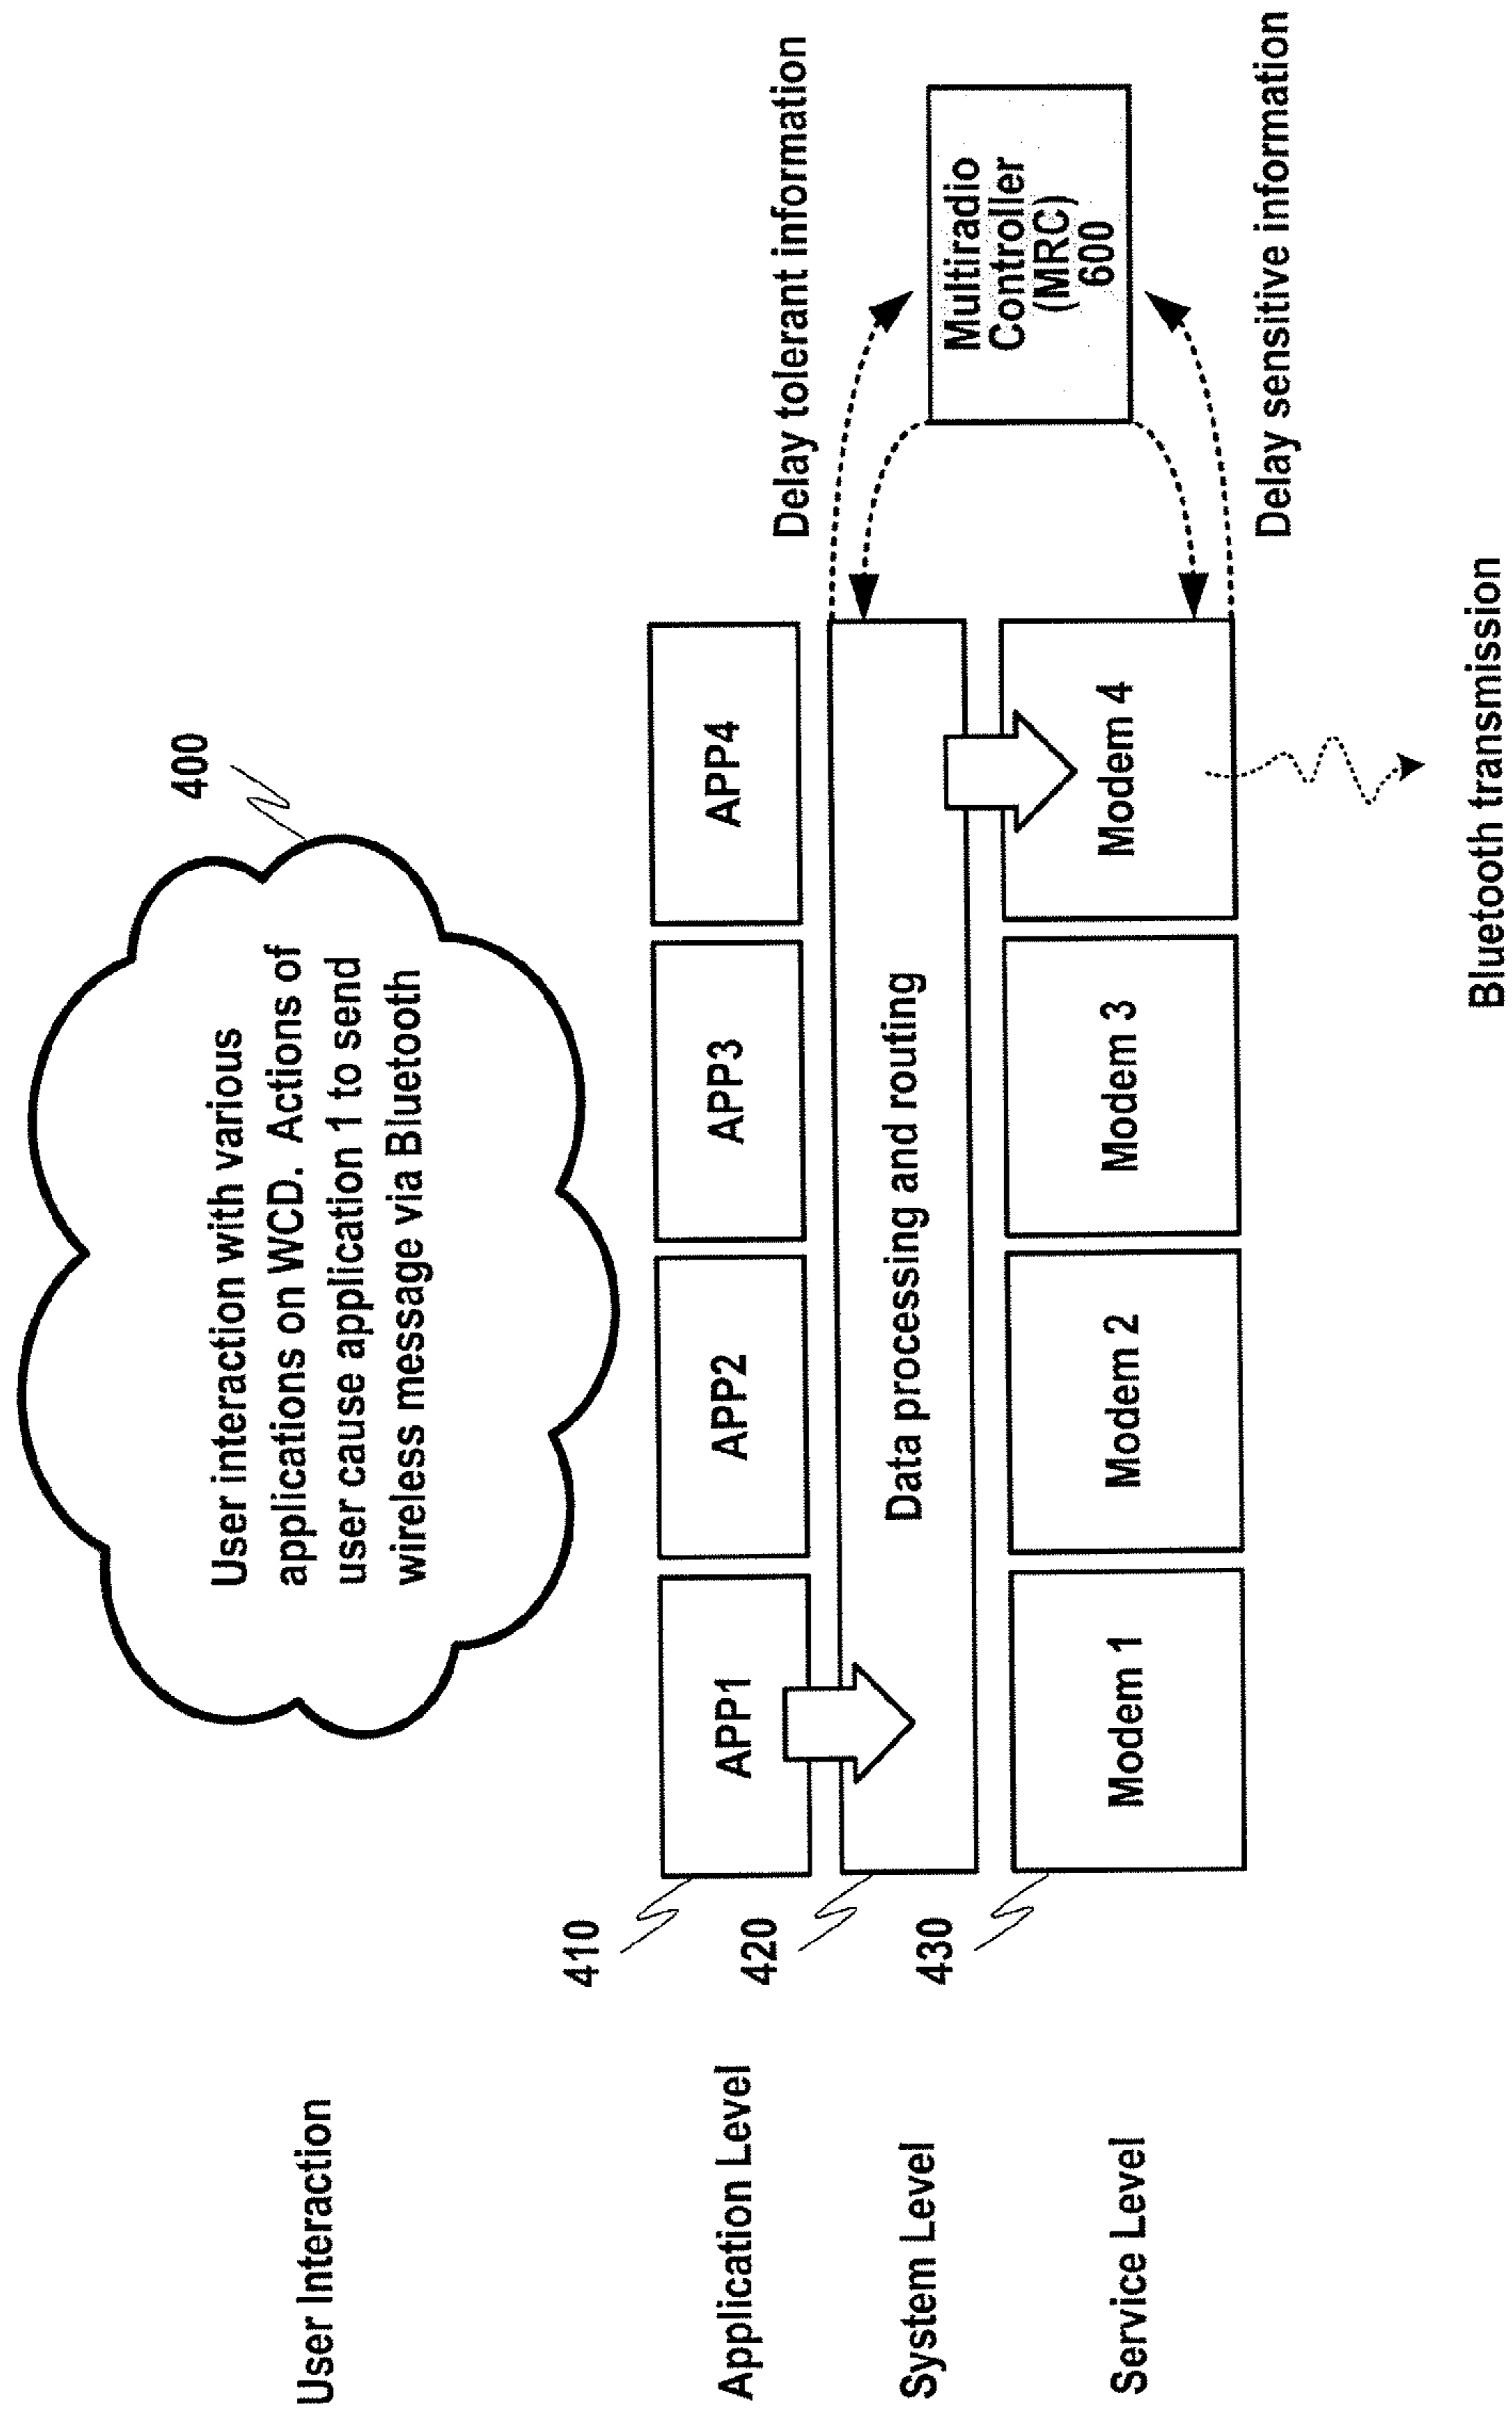 User Interaction
400
User interaction with various
applications on WCD. Actions of
user cause application 1 to send
wireless message via Bluetooth
Application Level
410
APP1
APP2
APP3
APP4
System Level
420
Data processing and routing
Delay tolerant information
Multiradio
Controller
(MRC)
600
Service Level
430
Modem 1
Modem 2
Modem 3
Modem 4
Delay sensitive information
Bluetooth transmission